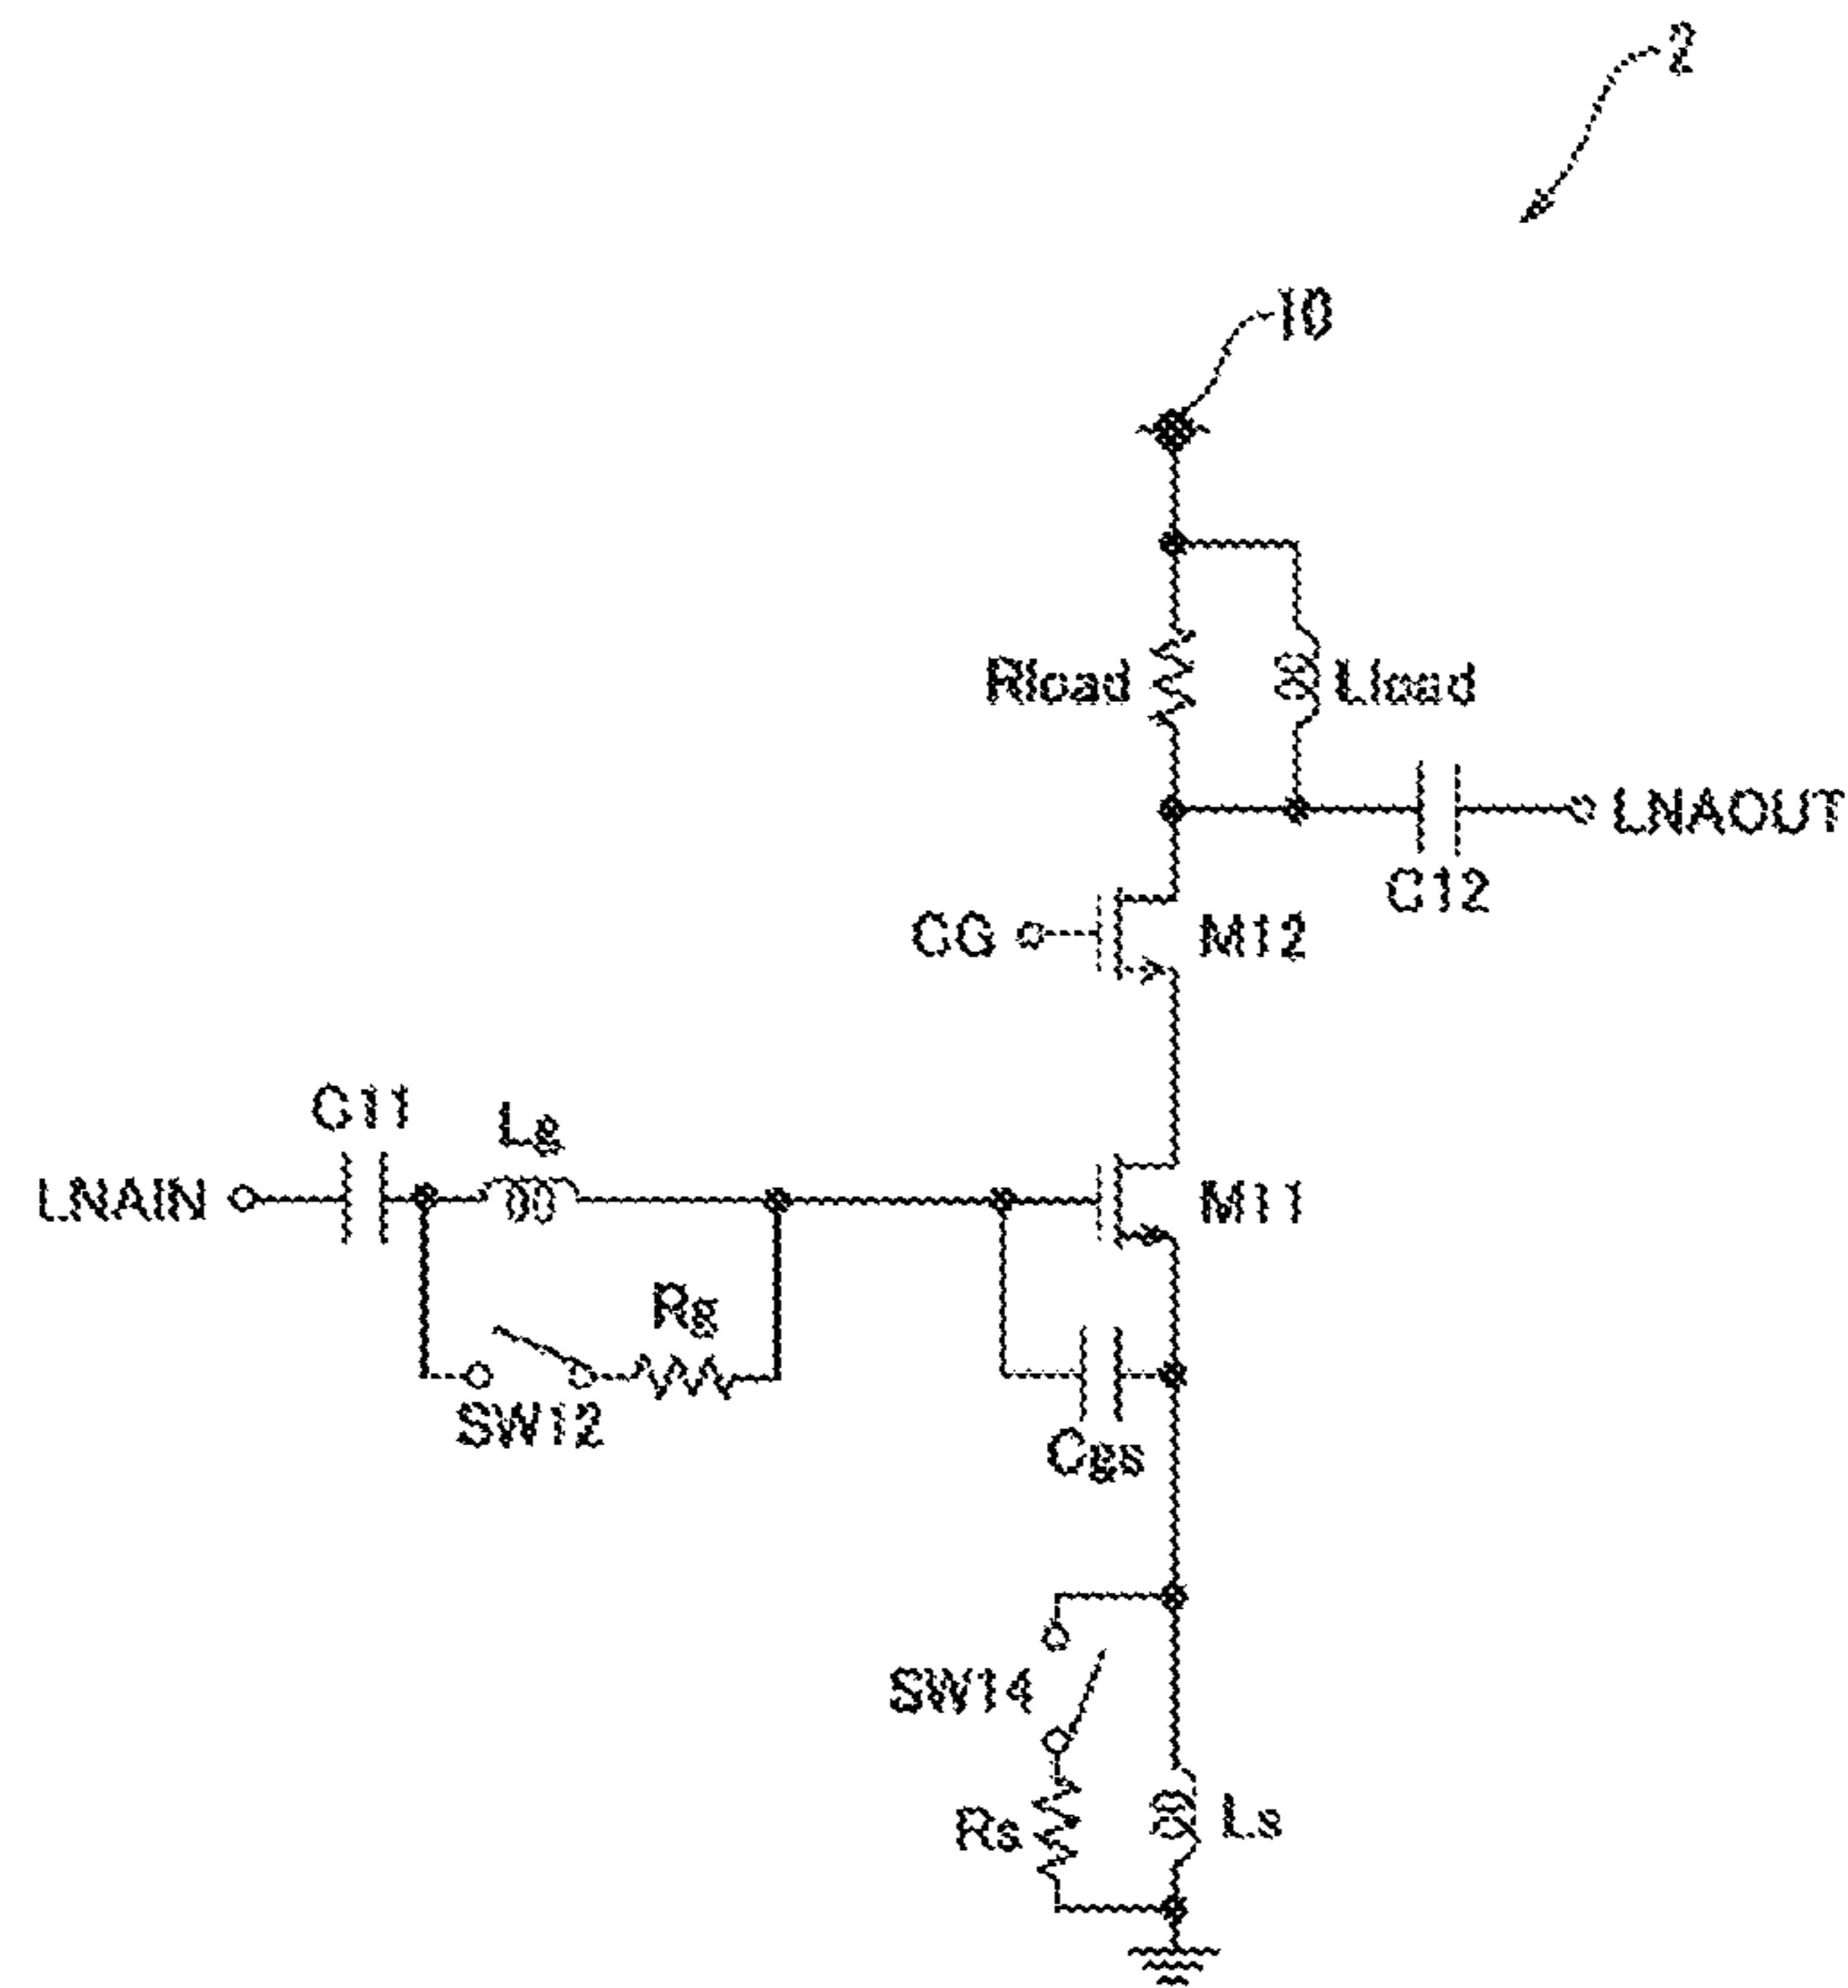 2
10
Rload
Lload
LNAOUT
C12
CG
M12
C11
Lg
LNAIN
M11
Rg
SW12
Cgs
SW14
Rs
Ls